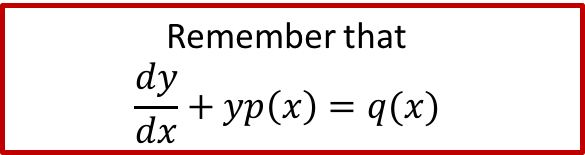 Remember that
dy/dx + yp(x) = q(x)